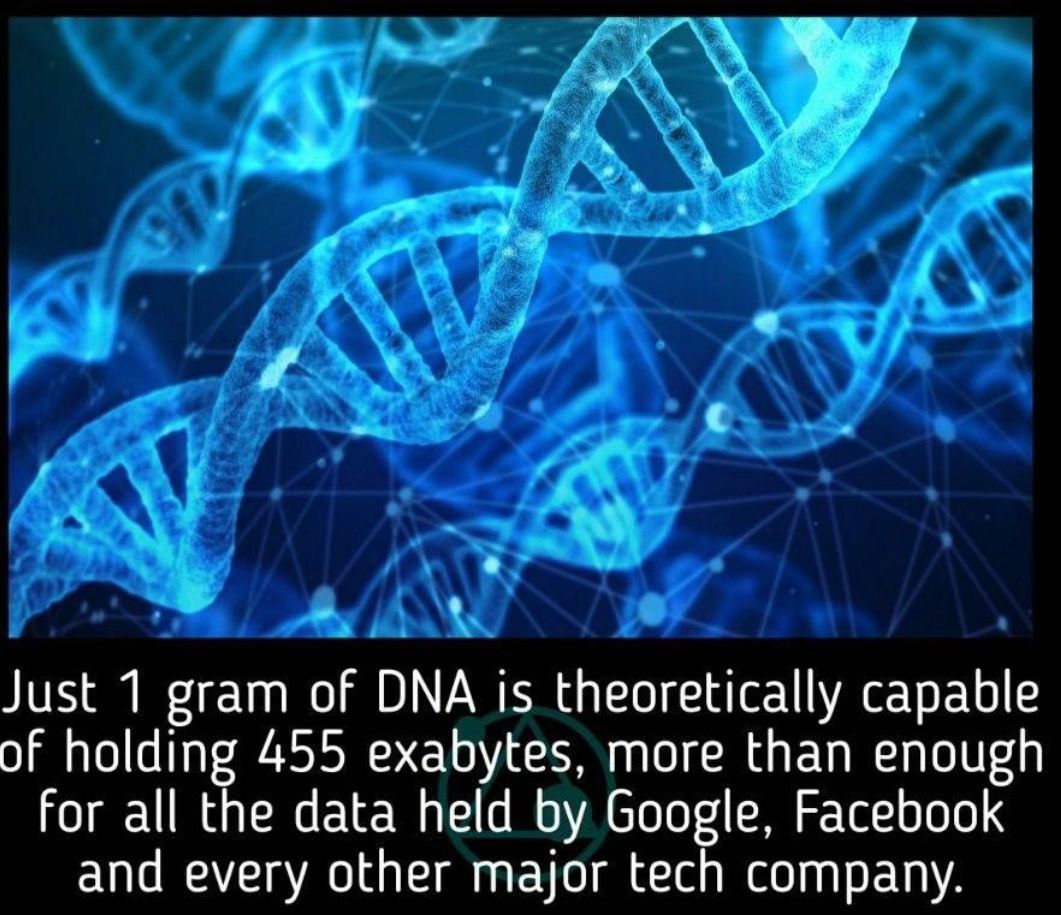 Just 1 gram of DNA is theoretically capable
of holding 455 exabytes, more than enough
for all the data held by Google, Facebook
and every other major tech company.